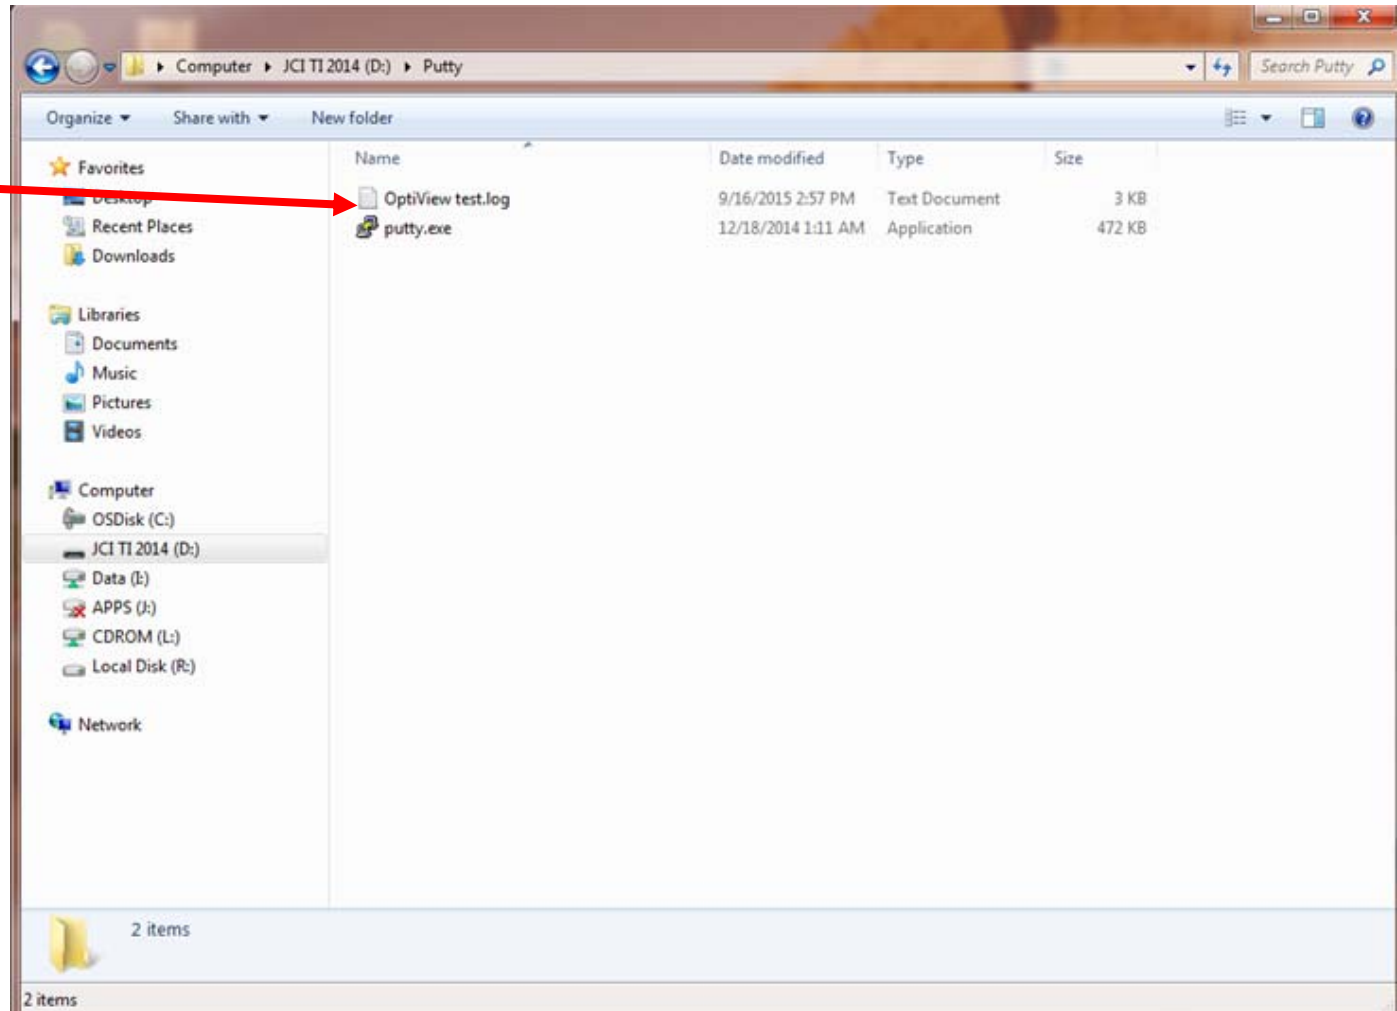 Computer ▸ JCI TI 2014 (D:) ▸ Putty
Search Putty
Organize
Share with
New folder
Favorites
Desktop
Recent Places
Downloads
Libraries
Documents
Music
Pictures
Videos
Computer
OSDisk (C:)
JCI TI 2014 (D:)
Data (I:)
APPS (J:)
CDROM (L:)
Local Disk (R:)
Network
Name Date modified Type Size
OptiView test.log 9/16/2015 2:57 PM Text Document 3 KB
putty.exe 12/18/2014 1:11 AM Application 472 KB
2 items
2 items